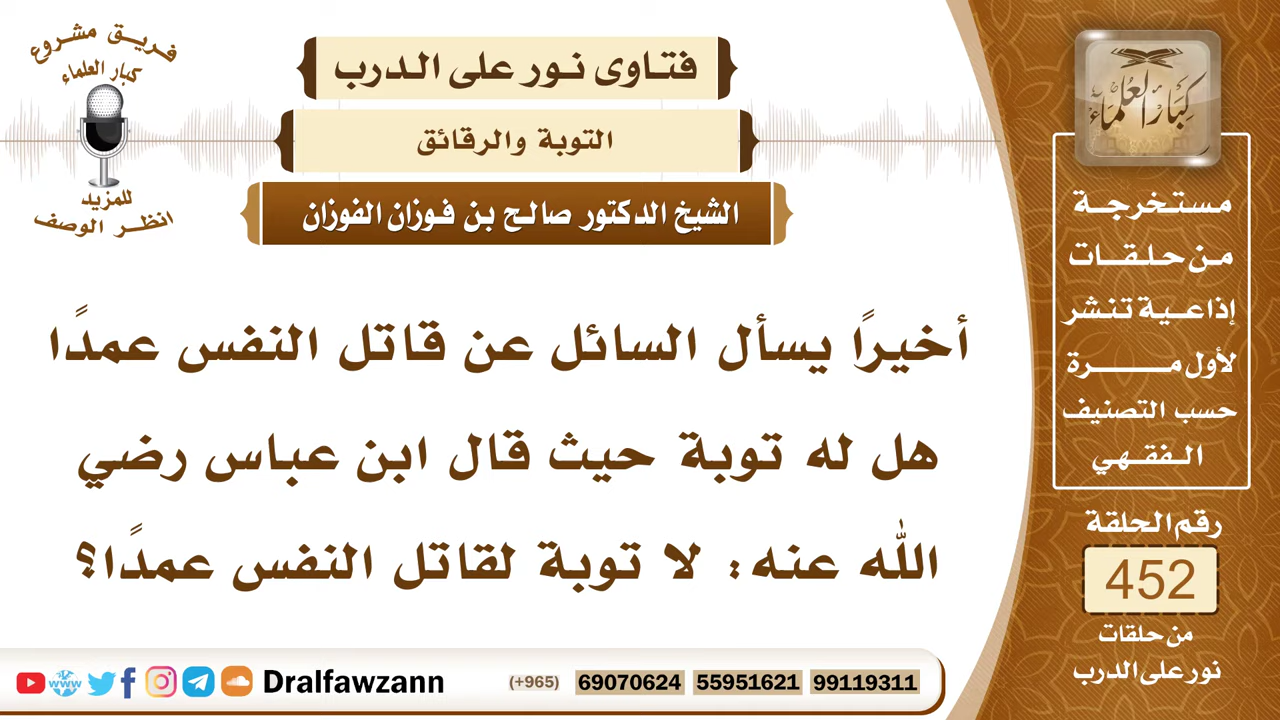 فريق مشروع
كبار العلماء
للمزيد
انظر الوصف
فتاوى نور على الدرب
التوبة والرقائق
الشيخ الدكتور صالح بن فوزان الفوزان
أخيرًا يسأل السائل عن قاتل النفس عمدًا
هل له توبة حيث قال ابن عباس رضي
الله عنه: لا توبة لقاتل النفس عمدًا؟
كبار العلماء
مستخرجة
من حلقات
إذاعية تنشر
لأول مرة
حسب التصنيف
الفقهي
رقم الحلقة
452
من حلقات
نور على الدرب
www Dralfawzann (+965) 69070624 55951621 99119311